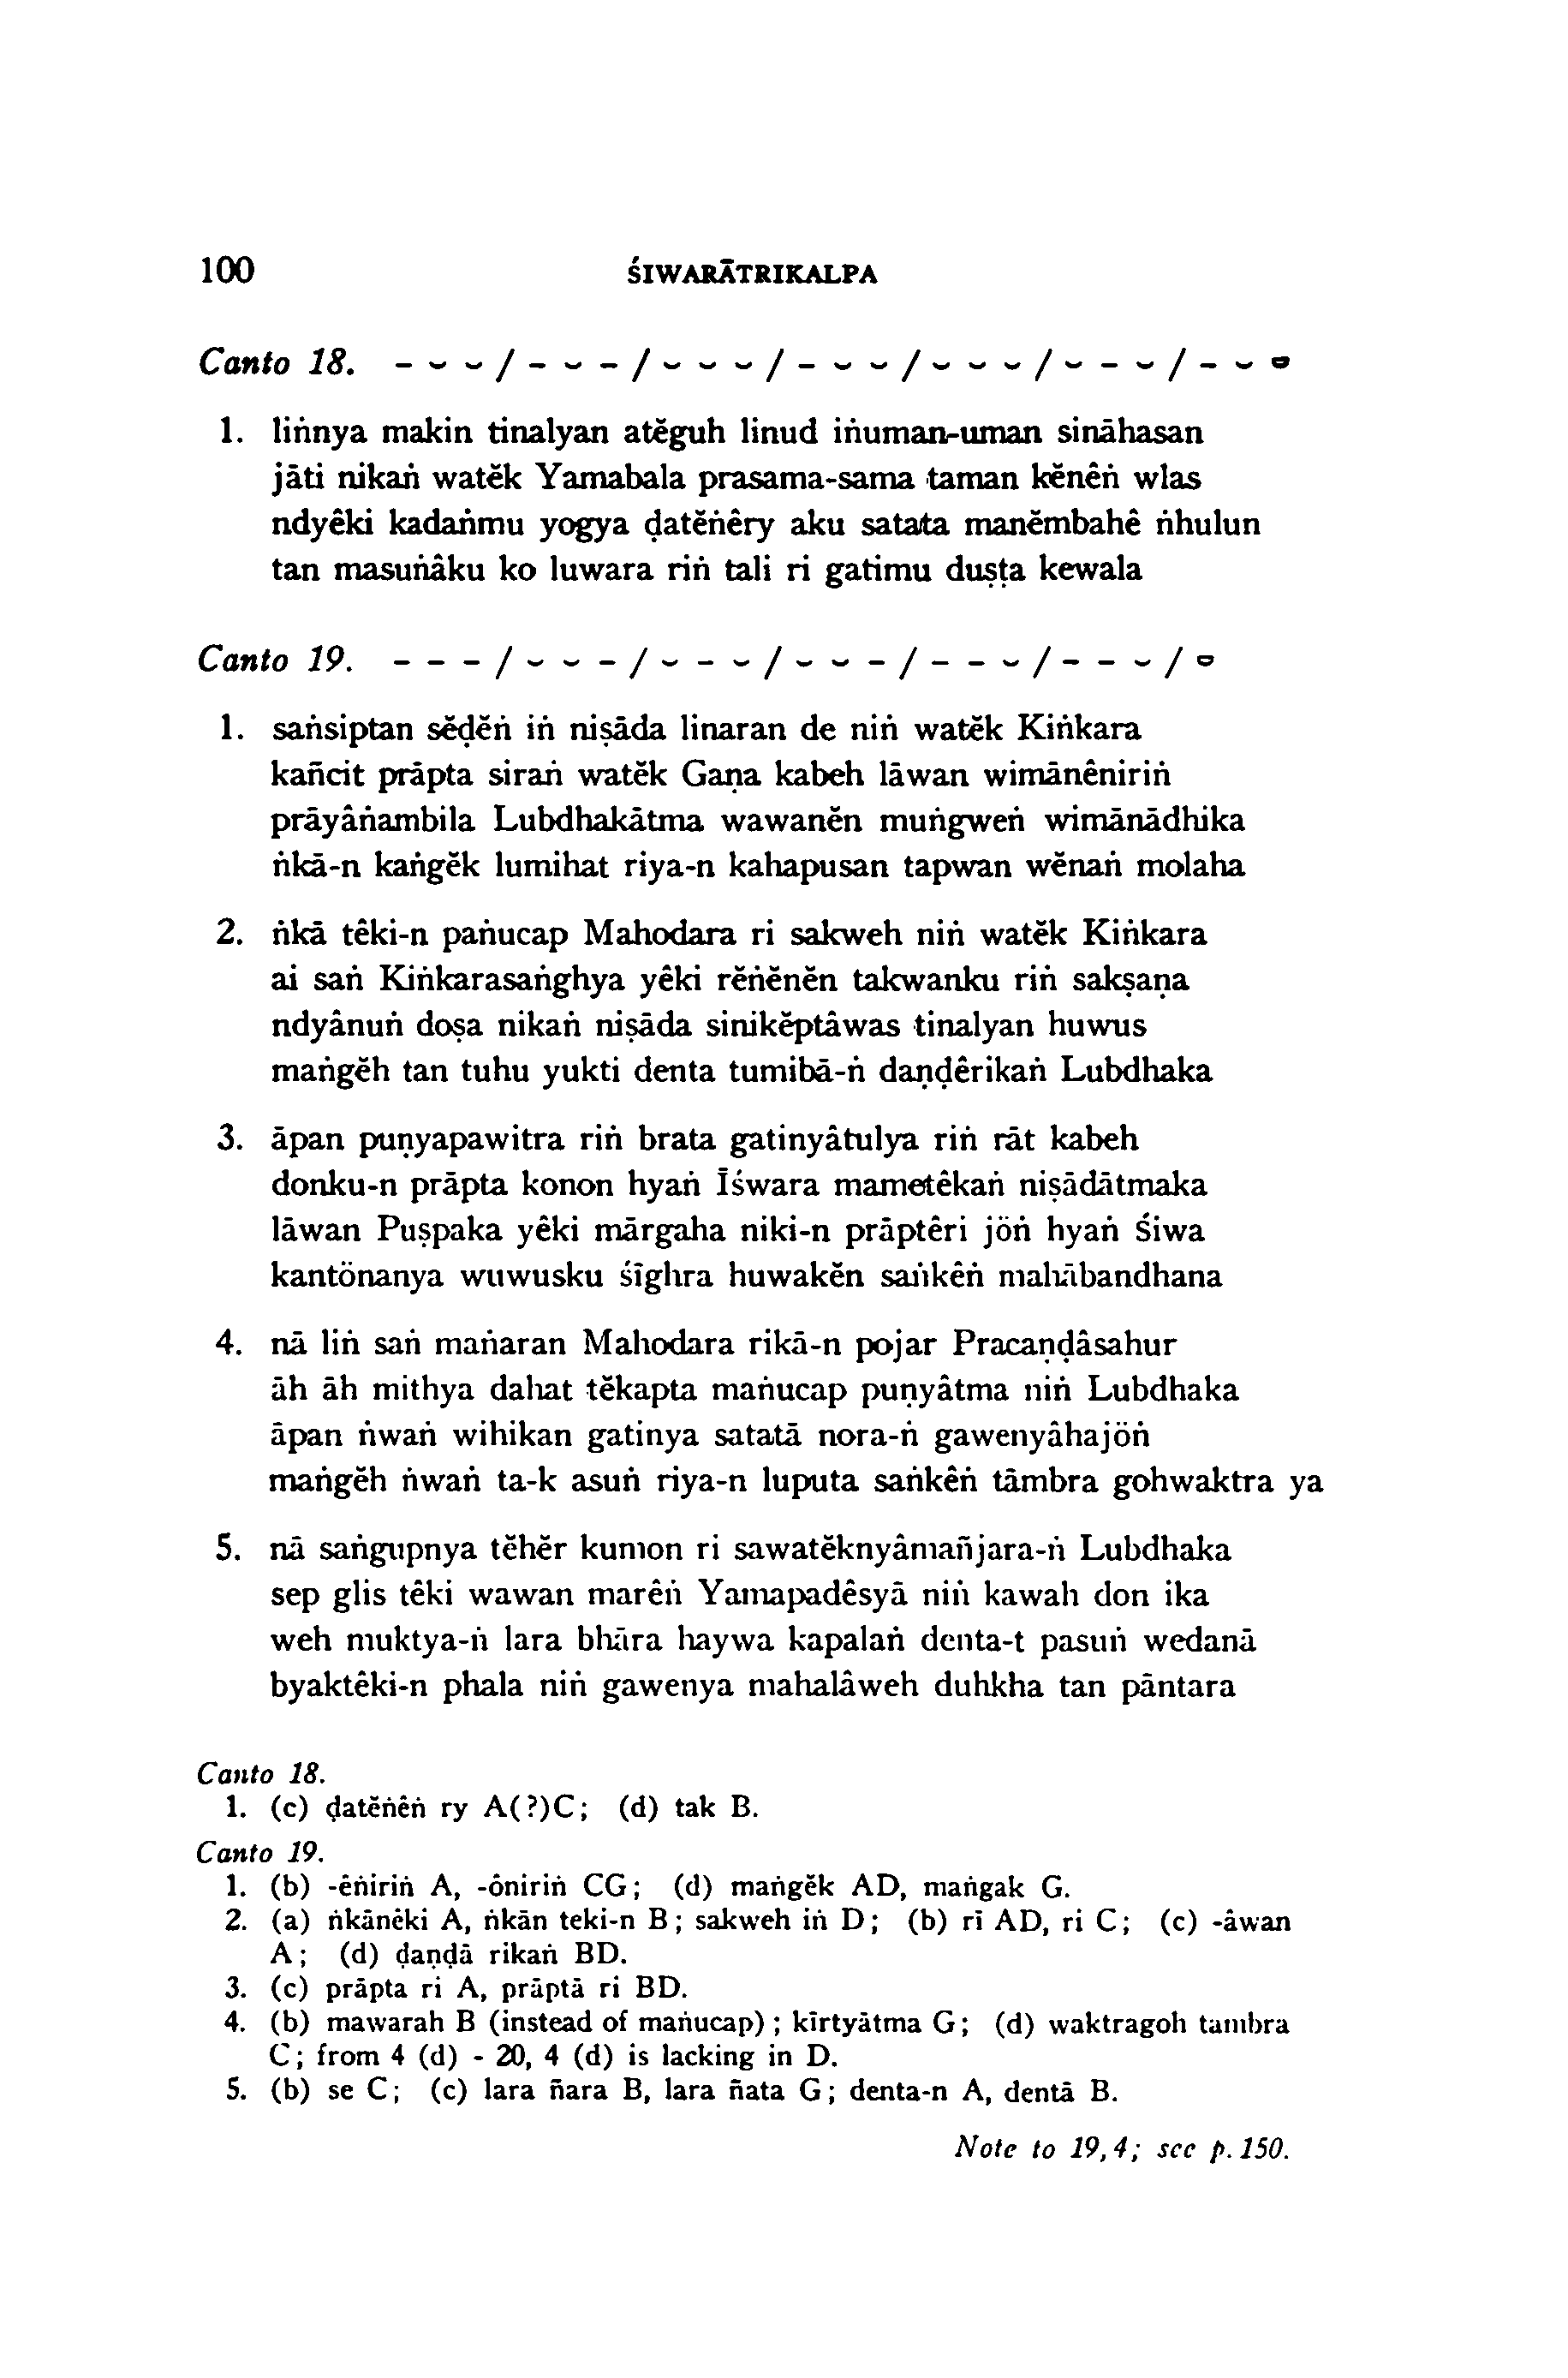 100 ŚIWARĀTRIKALPA
Canto 18. - ⏑ ⏑ / - ⏑ - / ⏑ ⏑ ⏑ / - ⏑ ⏑ / ⏑ ⏑ ⏑ / ⏑ - ⏑ / - ⏑ ⏓
1. liṅnya makin tinalyan atĕguh linud iṅuman-uman sināhasan
jāti nikaṅ watĕk Yamabala prasama-sama taman kĕnêṅ wlas
ndyêki kadaṅmu yogya ḍatĕṅêry aku satata manĕmbahê ṅhulun
tan masuṅâku ko luwara riṅ tali ri gatimu duṣṭa kewala
Canto 19. - - - / ⏑ ⏑ - / ⏑ - ⏑ / ⏑ ⏑ - / - - ⏑ / - - ⏑ / ⏓
1. saṅsiptan sĕḍĕṅ iṅ niṣāda linaran de niṅ watĕk Kiṅkara
kañcit prāpta siraṅ watĕk Gaṇa kabeh lāwan wimānêniriṅ
prāyâṅambila Lubdhakātma wawanĕn muṅgweṅ wimānādhika
ṅkā-n kaṅgĕk lumihat riya-n kahapusan tapwan wĕnaṅ molaha
2. ṅkā têki-n paṅucap Mahodara ri sakweh niṅ watĕk Kiṅkara
ai saṅ Kiṅkarasaṅghya yêki rĕṅĕnĕn takwanku riṅ sakṣaṇa
ndyânuṅ doṣa nikaṅ niṣāda sinikĕptâwas tinalyan huwus
maṅgĕh tan tuhu yukti denta tumibā-ṅ daṇḍêrikaṅ Lubdhaka
3. āpan puṇyapawitra riṅ brata gatinyâtulya riṅ rāt kabeh
donku-n prāpta konon hyaṅ Īśwara mametêkaṅ niṣādātmaka
lāwan Puṣpaka yêki mārgaha niki-n prāptêri jöṅ hyaṅ Śiwa
kantönanya wuwusku śīghra huwakĕn saṅkêṅ mahābandhana
4. nā liṅ saṅ maṅaran Mahodara rikā-n pojar Pracaṇḍâsahur
āh āh mithya dahat tĕkapta maṅucap puṇyātma niṅ Lubdhaka
āpan ṅwaṅ wihikan gatinya satatā nora-ṅ gawenyâhajöṅ
maṅgĕh ṅwaṅ ta-k asuṅ riya-n luputa saṅkêṅ tāmbra gohwaktra ya
5. nā saṅgupnya tĕhĕr kumon ri sawatĕknyâmañjara-ṅ Lubdhaka
sep glis têki wawan marêṅ Yamapadêsyā niṅ kawah don ika
weh muktya-ṅ lara bhāra haywa kapalaṅ denta-t pasuṅ wedanā
byaktêki-n phala niṅ gawenya mahalâweh duhkha tan pāntara
Canto 18.
1. (c) ḍatĕṅêṅ ry A(?)C; (d) tak B.
Canto 19.
1. (b) -êṅiriṅ A, -ôniriṅ CG; (d) maṅgĕk AD, maṅgak G.
2. (a) ṅkānêki A, ṅkān teki-n B; sakweh iṅ D; (b) rī AD, ri C; (c) -âwan
A; (d) ḍaṇḍā rikaṅ BD.
3. (c) prāpta ri A, prāptā ri BD.
4. (b) mawarah B (instead of maṅucap); kīrtyātma G; (d) waktragoh tambra
C; from 4 (d) - 20, 4 (d) is lacking in D.
5. (b) se C; (c) lara ñara B, lara ñata G; denta-n A, dentā B.
Note to 19,4; see p. 150.